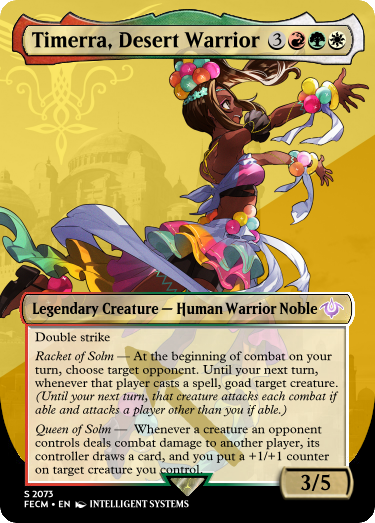 Timerra, Desert Warrior 3
Legendary Creature — Human Warrior Noble
Double strike
Racket of Solm — At the beginning of combat on your
turn, choose target opponent. Until your next turn,
whenever that player casts a spell, goad target creature.
(Until your next turn, that creature attacks each combat if
able and attacks a player other than you if able.)
Queen of Solm — Whenever a creature an opponent
controls deals combat damage to another player, its
controller draws a card, and you put a +1/+1 counter
on target creature you control.
3/5
S 2073
FECM • EN INTELLIGENT SYSTEMS